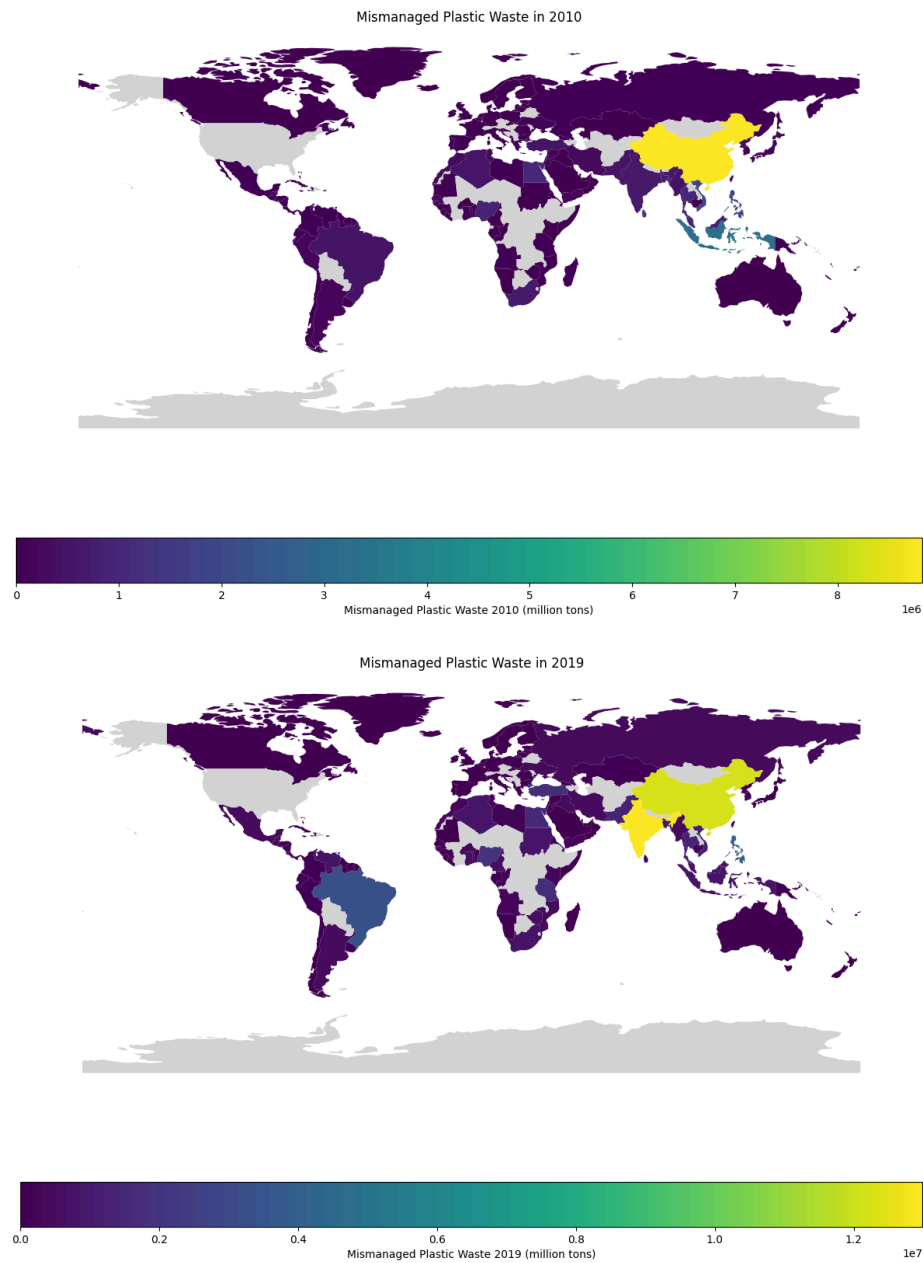 Mismanaged Plastic Waste in 2010
0 1 2 3 4 5 6 7 8
1e6
Mismanaged Plastic Waste 2010 (million tons)
Mismanaged Plastic Waste in 2019
0.0 0.2 0.4 0.6 0.8 1.0 1.2
1e7
Mismanaged Plastic Waste 2019 (million tons)